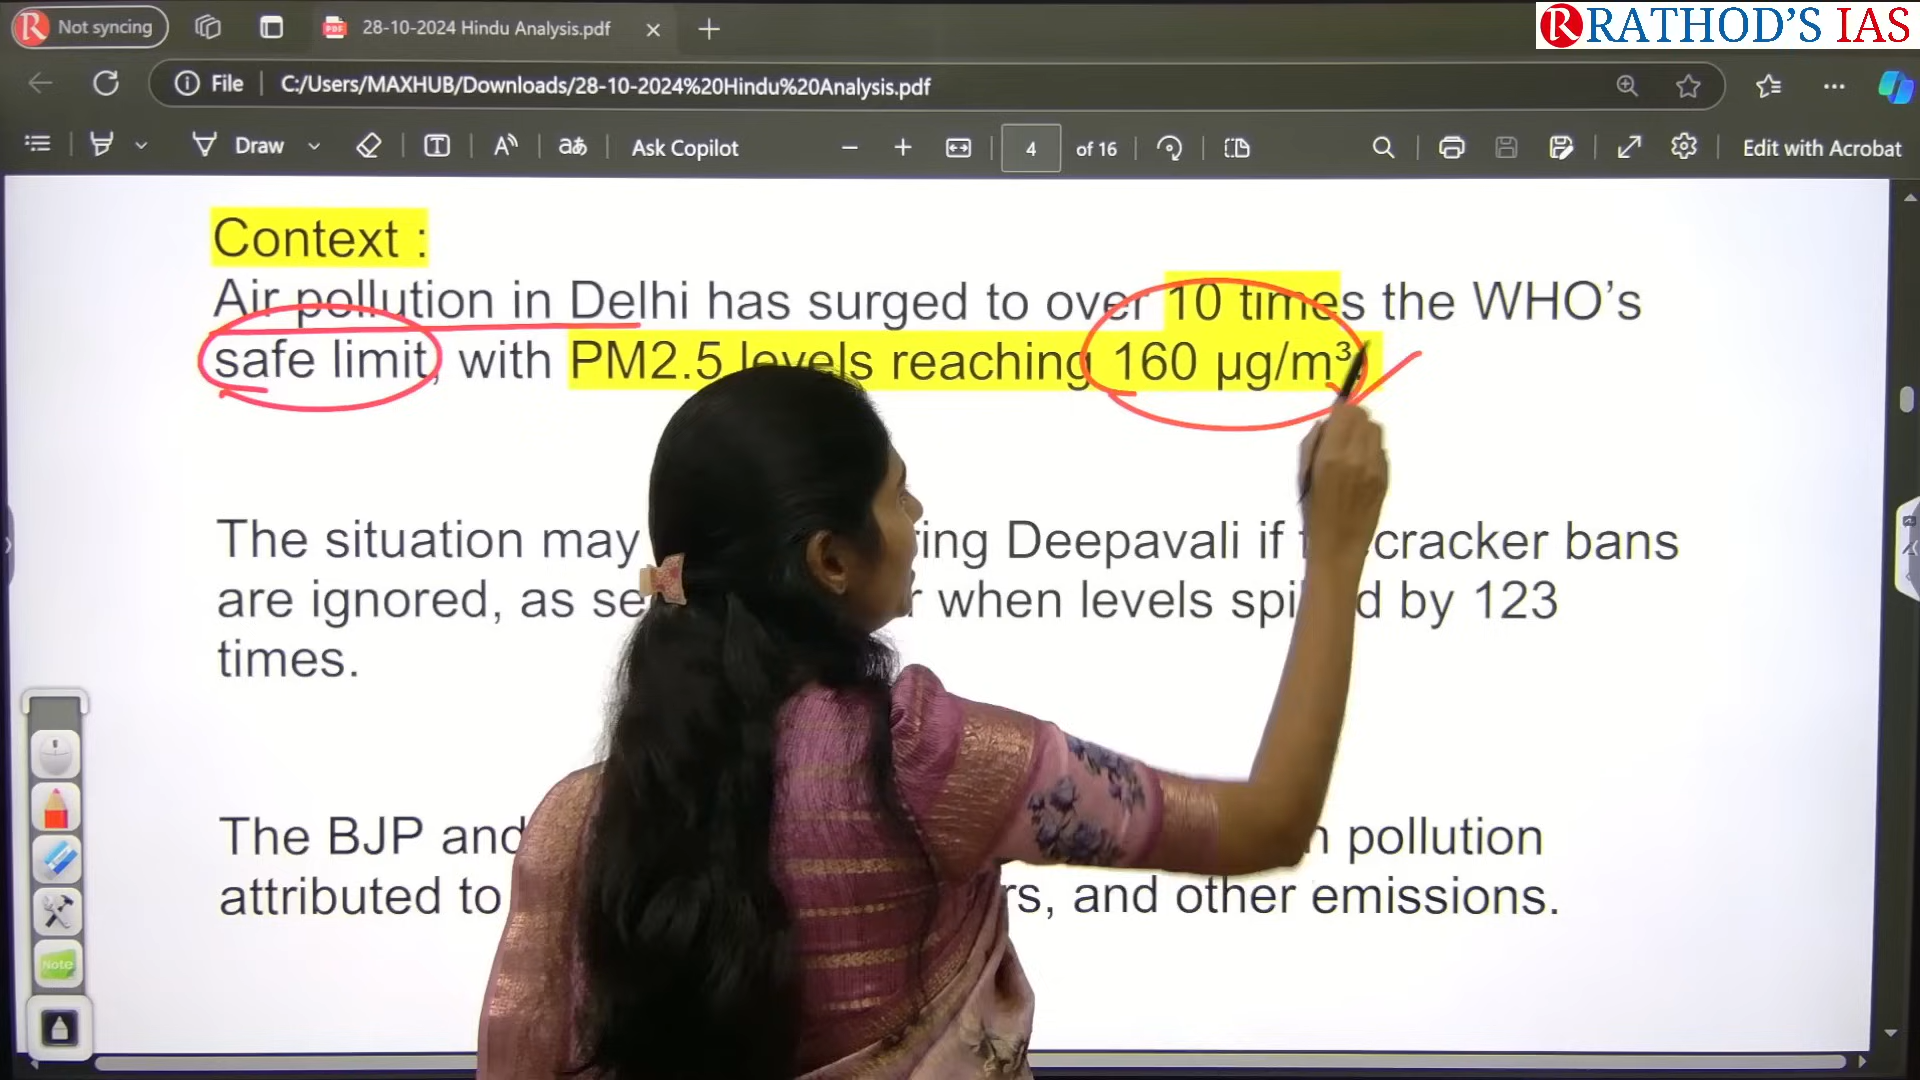 Not syncing
28-10-2024 Hindu Analysis.pdf
RATHOD'S IAS
File
C:/Users/MAXHUB/Downloads/28-10-2024%20Hindu%20Analysis.pdf
Draw
Ask Copilot
4 of 16
Edit with Acrobat
Context :
Air pollution in Delhi has surged to over 10 times the WHO's
safe limit, with PM2.5 levels reaching 160 µg/m³.
The situation may ring Deepavali if cracker bans
are ignored, as se when levels spi d by 123
times.
The BJP and pollution
attributed to rs, and other emissions.
Note